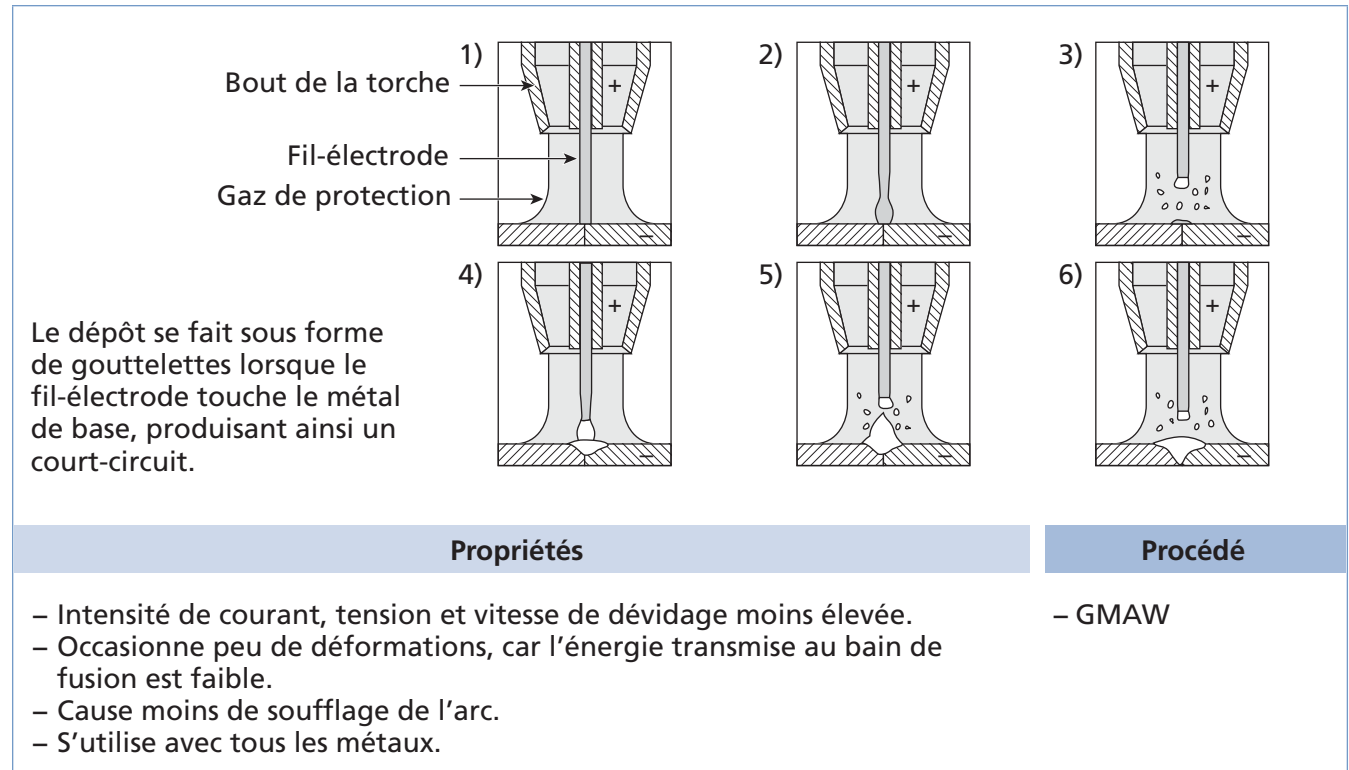 1)
2)
3)
Bout de la torche
+
+
+
Fil-électrode
Gaz de protection
–
–
–
4)
5)
6)
+
+
+
Le dépôt se fait sous forme
de gouttelettes lorsque le
fil-électrode touche le métal
de base, produisant ainsi un
court-circuit.
–
–
–
Propriétés
Procédé
– Intensité de courant, tension et vitesse de dévidage moins élevée.
– GMAW
– Occasionne peu de déformations, car l’énergie transmise au bain de
fusion est faible.
– Cause moins de soufflage de l’arc.
– S’utilise avec tous les métaux.